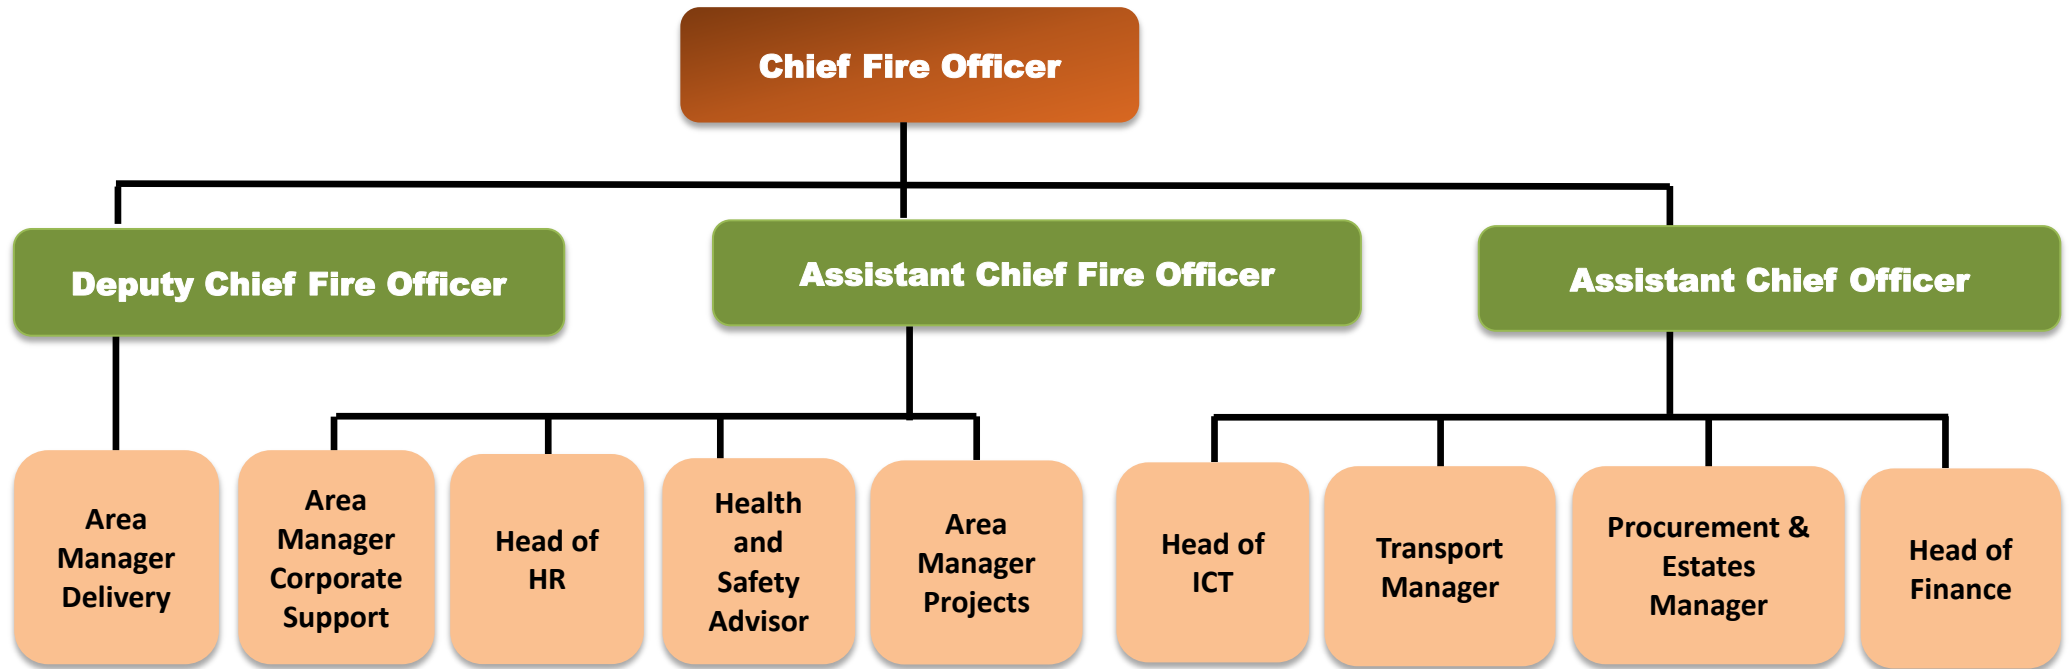 Chief Fire Officer
Deputy Chief Fire Officer
Assistant Chief Fire Officer
Assistant Chief Officer
Area
Manager
Delivery
Area
Manager
Corporate
Support
Head of
HR
Health
and
Safety
Advisor
Area
Manager
Projects
Head of
ICT
Transport
Manager
Procurement &
Estates
Manager
Head of
Finance